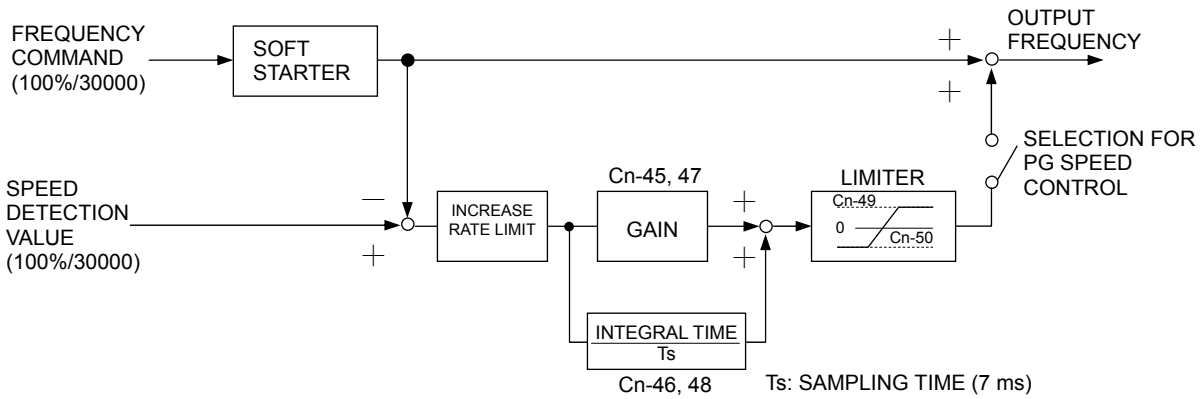 FREQUENCY
COMMAND
(100%/30000)
SOFT
STARTER
+
+
OUTPUT
FREQUENCY
SPEED
DETECTION
VALUE
(100%/30000)
−
+
INCREASE
RATE LIMIT
Cn-45, 47
GAIN
+
+
INTEGRAL TIME
Ts
Cn-46, 48
LIMITER
Cn-49
0
Cn-50
SELECTION FOR
PG SPEED
CONTROL
Ts: SAMPLING TIME (7 ms)